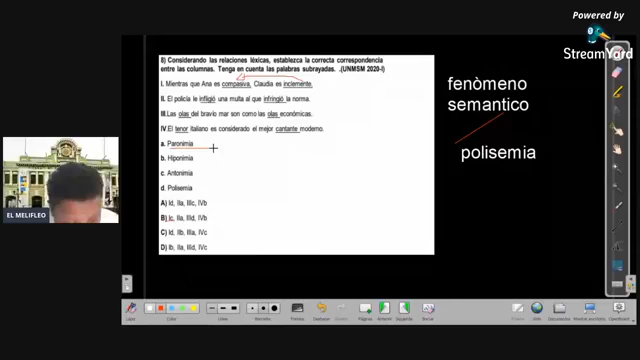 Powered by
StreamYard
8) Considerando las relaciones léxicas, establezca la correcta correspondencia
entre las columnas. Tenga en cuenta las palabras subrayadas. .(UNMSM 2020-I)
I. Mientras que Ana es compasiva, Claudia es inclemente.
II. El policía le infligió una multa al que infringió la norma.
III. Las olas del bravío mar son como las olas económicas.
IV. El tenor italiano es considerado el mejor cantante moderno.
a. Paronimia
b. Hiponimia
c. Antonimia
d. Polisemia
A) Id, IIa, IIIc, IVb
B) Ic, IIa, IIId, IVb
C) Id, IIb, IIIa, IVc
D) Ib, IIa, IIId, IVc
fenòmeno
semantico
polisemia
EL MELIFLEO